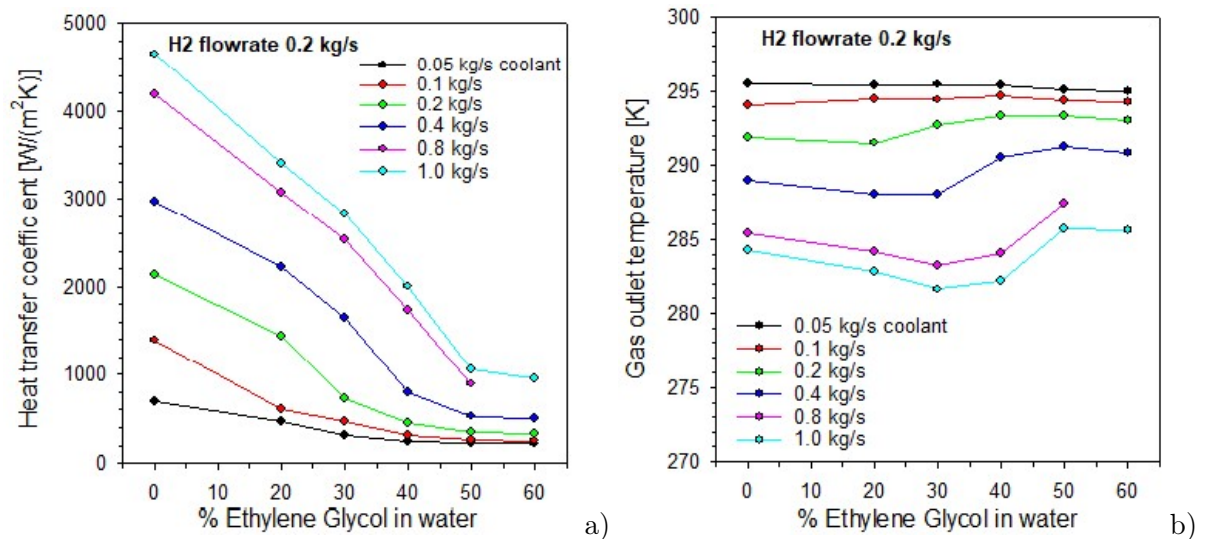 H2 flowrate 0.2 kg/s
0.05 kg/s coolant
0.1 kg/s
0.2 kg/s
0.4 kg/s
0.8 kg/s
1.0 kg/s
Heat transfer coeffic ent [W/(m²K)]
5000
4000
3000
2000
1000
0
0 10 20 30 40 50 60
% Ethylene Glycol in water
a)
H2 flowrate 0.2 kg/s
Gas outlet temperature [K]
300
295
290
285
280
275
270
0.05 kg/s coolant
0.1 kg/s
0.2 kg/s
0.4 kg/s
0.8 kg/s
1.0 kg/s
0 10 20 30 40 50 60
% Ethylene Glycol in water
b)